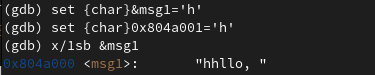 (gdb) set {char}&msg1='h'
(gdb) set {char}0x804a001='h'
(gdb) x/1sb &msg1
0x804a000 <msg1>:	"hhllo, "